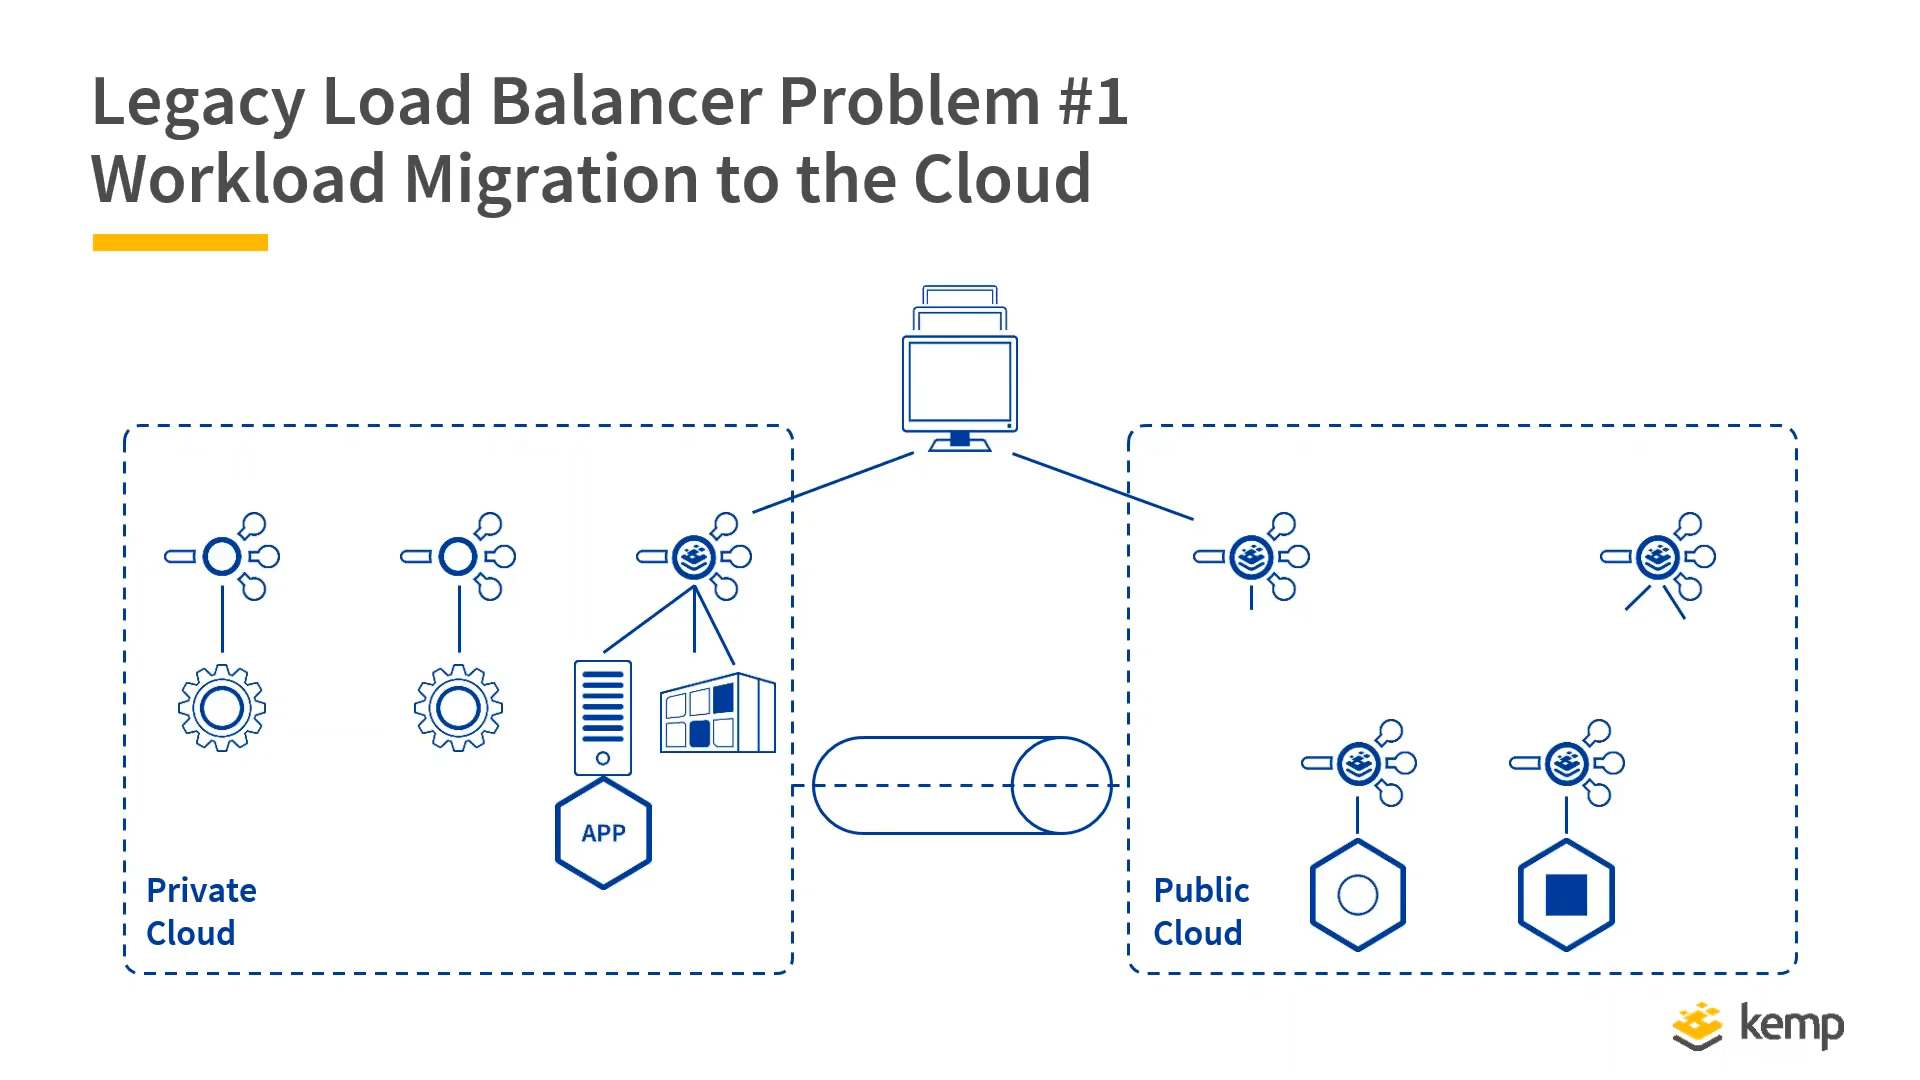 Legacy Load Balancer Problem #1
Workload Migration to the Cloud
APP
Private
Cloud
Public
Cloud
kemp